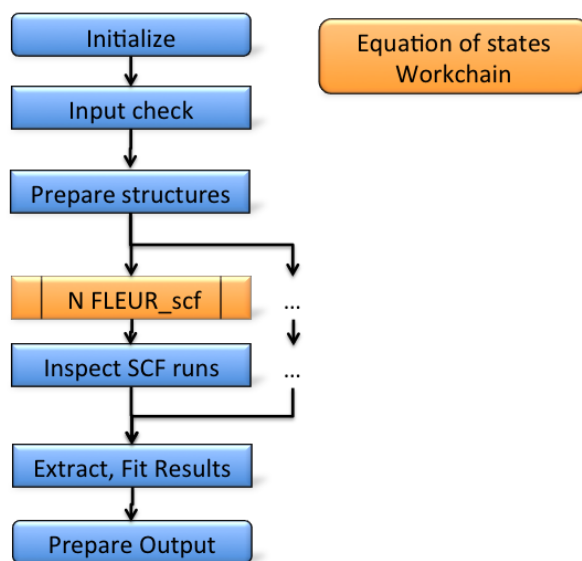 Initialize
Equation of states
Workchain
Input check
Prepare structures
N FLEUR_scf
...
Inspect SCF runs
...
Extract, Fit Results
Prepare Output